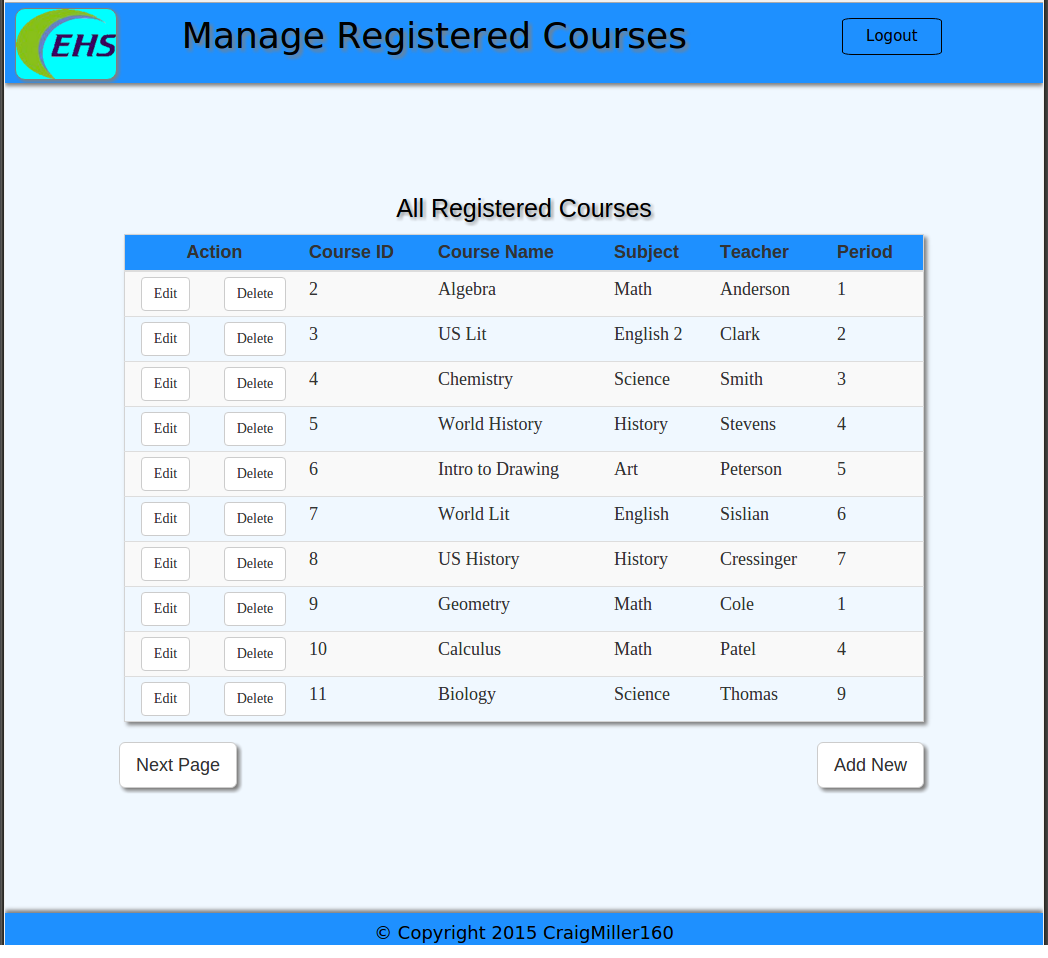 EHS Manage Registered Courses Logout
All Registered Courses
Action Course ID Course Name Subject Teacher Period
Edit Delete 2 Algebra Math Anderson 1
Edit Delete 3 US Lit English 2 Clark 2
Edit Delete 4 Chemistry Science Smith 3
Edit Delete 5 World History History Stevens 4
Edit Delete 6 Intro to Drawing Art Peterson 5
Edit Delete 7 World Lit English Sislian 6
Edit Delete 8 US History History Cressinger 7
Edit Delete 9 Geometry Math Cole 1
Edit Delete 10 Calculus Math Patel 4
Edit Delete 11 Biology Science Thomas 9
Next Page Add New
© Copyright 2015 CraigMiller160